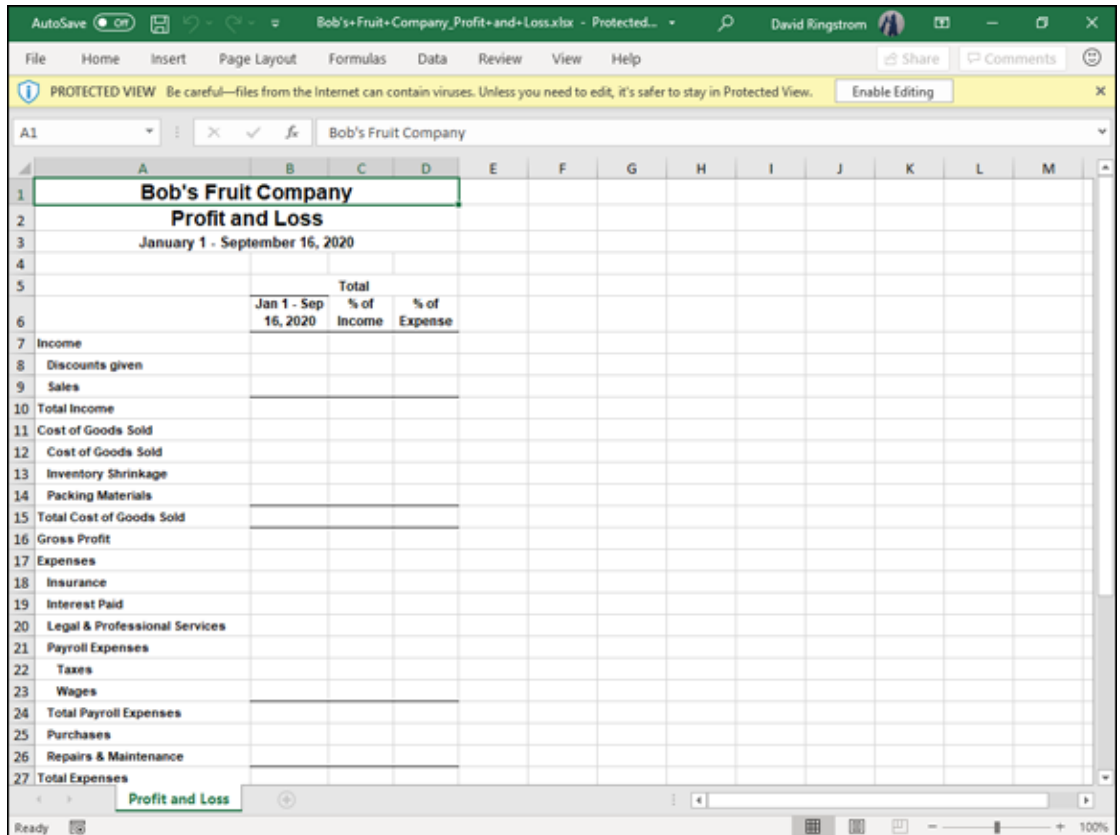 AutoSave Off Bob's+Fruit+Company_Profit+and+Loss.xlsx - Protected... David Ringstrom
File Home Insert Page Layout Formulas Data Review View Help Share Comments
PROTECTED VIEW Be careful—files from the Internet can contain viruses. Unless you need to edit, it's safer to stay in Protected View. Enable Editing
A1 fx Bob's Fruit Company
A B C D E F G H I J K L M
1 Bob's Fruit Company
2 Profit and Loss
3 January 1 - September 16, 2020
4
5 Total
Jan 1 - Sep % of % of
6 16, 2020 Income Expense
7 Income
8 Discounts given
9 Sales
10 Total Income
11 Cost of Goods Sold
12 Cost of Goods Sold
13 Inventory Shrinkage
14 Packing Materials
15 Total Cost of Goods Sold
16 Gross Profit
17 Expenses
18 Insurance
19 Interest Paid
20 Legal & Professional Services
21 Payroll Expenses
22 Taxes
23 Wages
24 Total Payroll Expenses
25 Purchases
26 Repairs & Maintenance
27 Total Expenses
Profit and Loss
Ready 100%